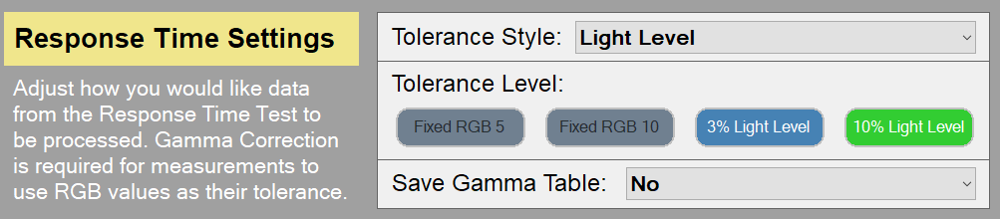 Response Time Settings
Adjust how you would like data
from the Response Time Test to
be processed. Gamma Correction
is required for measurements to
use RGB values as their tolerance.
Tolerance Style: Light Level
Tolerance Level:
Fixed RGB 5 Fixed RGB 10 3% Light Level 10% Light Level
Save Gamma Table: No